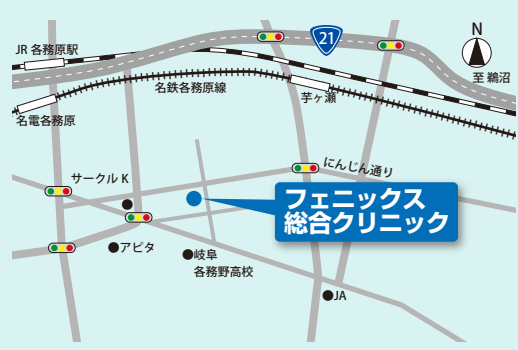 21
N
JR 各務原駅
至 鵜沼
名鉄各務原線
芋ヶ瀬
名電各務原
にんじん通り
サークル K
フェニックス
総合クリニック
アピタ
岐阜
各務野高校
JA